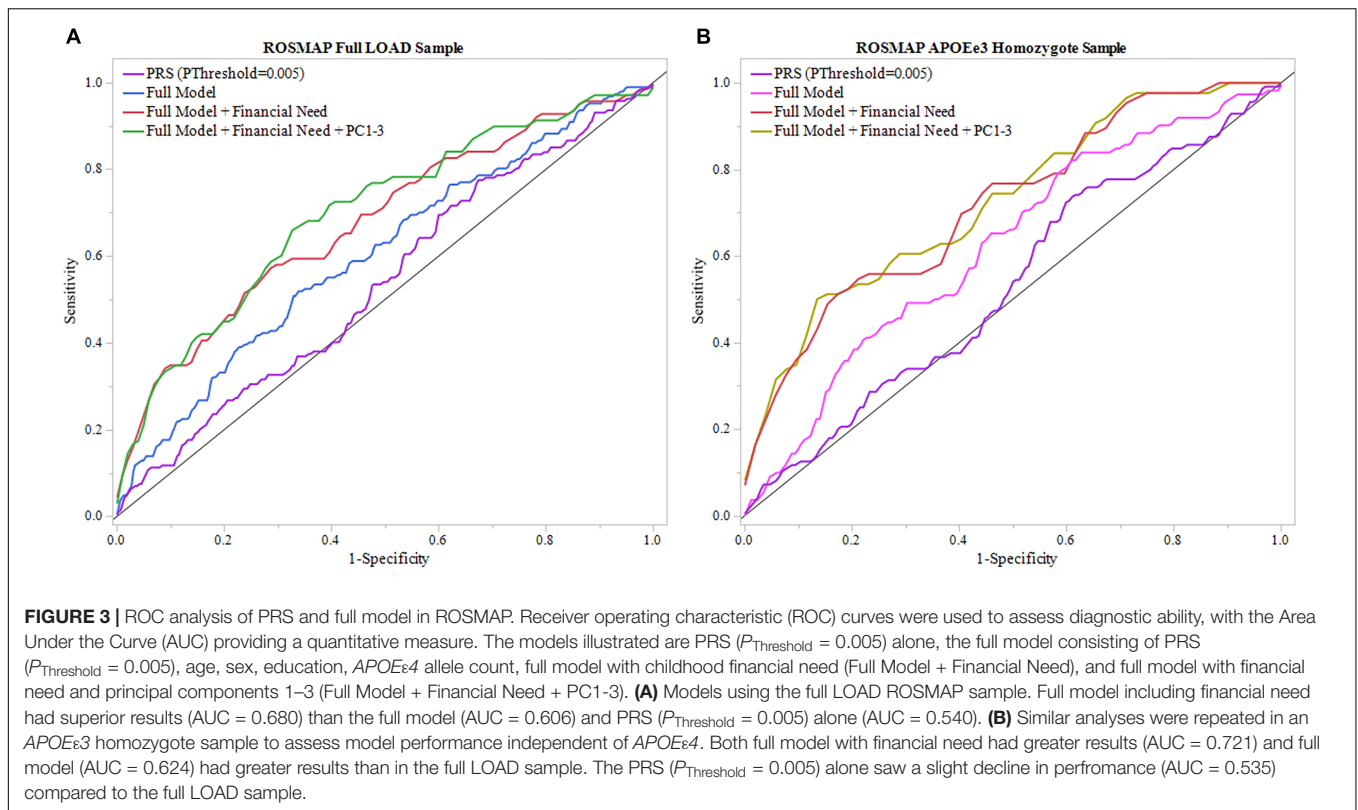 A
ROSMAP Full LOAD Sample
PRS (PThreshold=0.005)
Full Model
Full Model + Financial Need
Full Model + Financial Need + PC1-3
1.0
0.8
0.6
0.4
0.2
0.0
Sensitivity
0.0 0.2 0.4 0.6 0.8 1.0
1-Specificity
B
ROSMAP APOEe3 Homozygote Sample
PRS (PThreshold=0.005)
Full Model
Full Model + Financial Need
Full Model + Financial Need + PC1-3
1.0
0.8
0.6
0.4
0.2
0.0
Sensitivity
0.0 0.2 0.4 0.6 0.8 1.0
1-Specificity
FIGURE 3 | ROC analysis of PRS and full model in ROSMAP. Receiver operating characteristic (ROC) curves were used to assess diagnostic ability, with the Area
Under the Curve (AUC) providing a quantitative measure. The models illustrated are PRS (PThreshold = 0.005) alone, the full model consisting of PRS
(PThreshold = 0.005), age, sex, education, APOEε4 allele count, full model with childhood financial need (Full Model + Financial Need), and full model with financial
need and principal components 1–3 (Full Model + Financial Need + PC1-3). (A) Models using the full LOAD ROSMAP sample. Full model including financial need
had superior results (AUC = 0.680) than the full model (AUC = 0.606) and PRS (PThreshold = 0.005) alone (AUC = 0.540). (B) Similar analyses were repeated in an
APOEε3 homozygote sample to assess model performance independent of APOEε4. Both full model with financial need had greater results (AUC = 0.721) and full
model (AUC = 0.624) had greater results than in the full LOAD sample. The PRS (PThreshold = 0.005) alone saw a slight decline in perfromance (AUC = 0.535)
compared to the full LOAD sample.